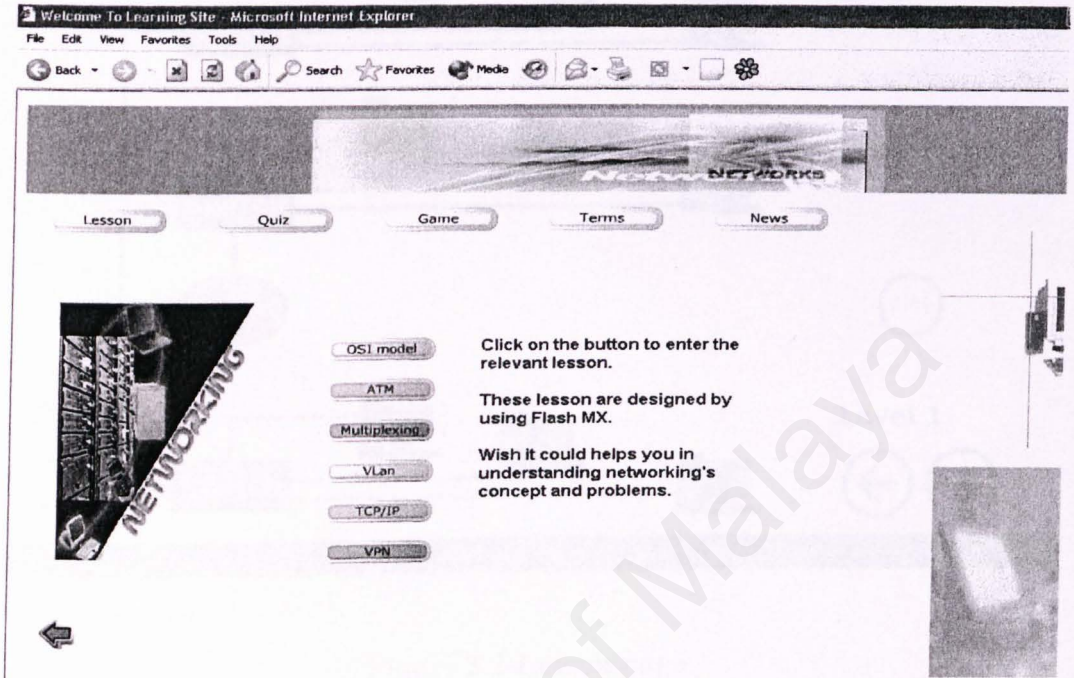 Welcome To Learning Site - Microsoft Internet Explorer
File Edit View Favorites Tools Help
Back Search Favorites Media
Networks
NETWORKS
Lesson Quiz Game Terms News
NETWORKING
OSI model
ATM
Multiplexing
VLan
TCP/IP
VPN
Click on the button to enter the
relevant lesson.
These lesson are designed by
using Flash MX.
Wish it could helps you in
understanding networking's
concept and problems.
of Malaya